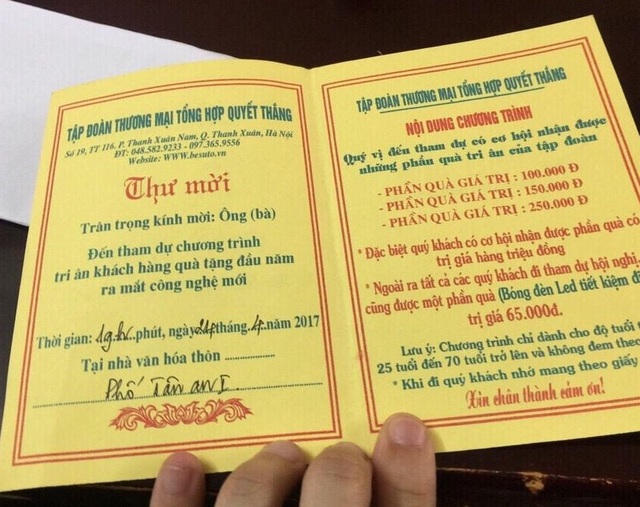 TẬP ĐOÀN THƯƠNG MẠI TỔNG HỢP QUYẾT THẮNG
Số 19, TT 116, P. Thanh Xuân Nam, Q. Thanh Xuân, Hà Nội
ĐT: 048.582.9233 - 097.365.9556
Website: WWW.besuto.vn
Thư mời
Trân trọng kính mời: Ông (bà)
Đến tham dự chương trình
tri ân khách hàng quà tặng đầu năm
ra mắt công nghệ mới
Thời gian: 19h phút, ngày 24 tháng 4 năm 2017
Tại nhà văn hóa thôn
Phố Tân an I
TẬP ĐOÀN THƯƠNG MẠI TỔNG HỢP QUYẾT THẮNG
NỘI DUNG CHƯƠNG TRÌNH
Quý vị đến tham dự có cơ hội nhận được
những phần quà tri ân của tập đoàn
- PHẦN QUÀ GIÁ TRỊ : 100.000 Đ
- PHẦN QUÀ GIÁ TRỊ : 150.000 Đ
- PHẦN QUÀ GIÁ TRỊ : 250.000 Đ
* Đặc biệt quý khách có cơ hội nhận được phần quà có
trị giá hàng triệu đồng
* Ngoài ra tất cả các quý khách đi tham dự hội nghị,
cũng được một phần quà (Bóng đèn Led tiết kiệm
trị giá 65.000đ.
Lưu ý: Chương trình chỉ dành cho độ tuổi
25 tuổi đến 70 tuổi trở lên và không đem theo
* Khi đi quý khách nhớ mang theo giấy
Xin chân thành cảm ơn!